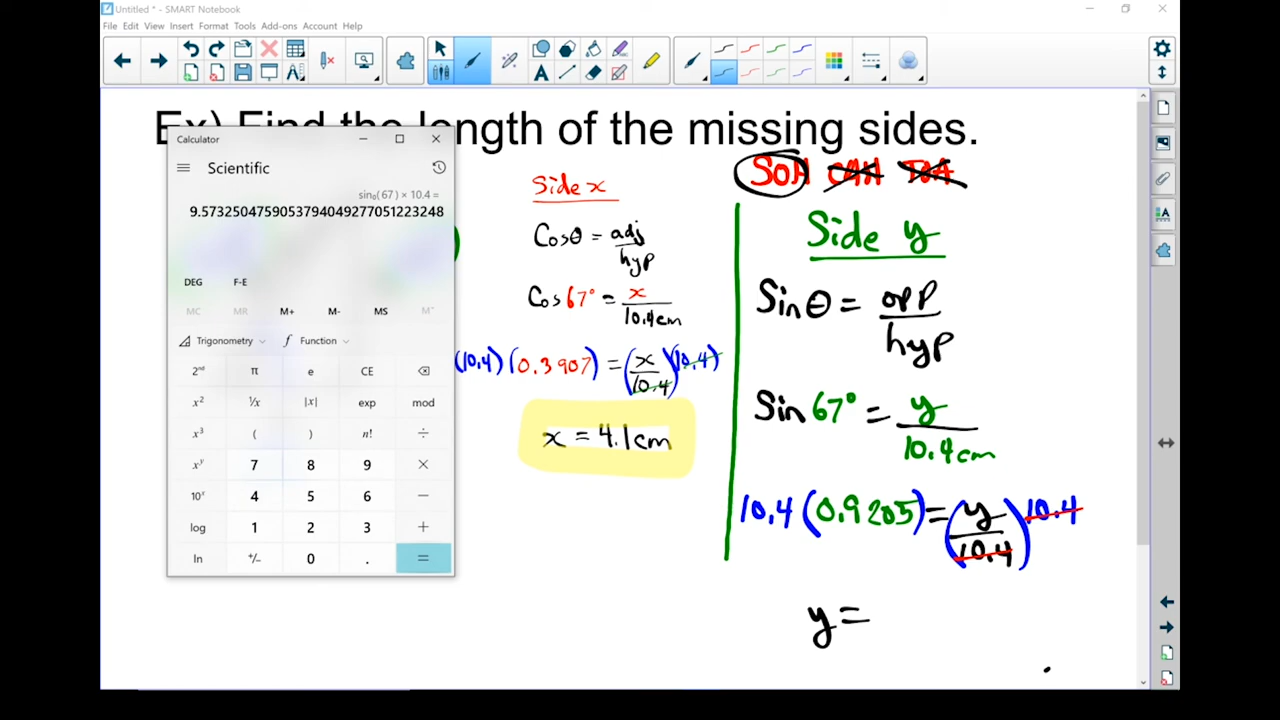 Untitled * - SMART Notebook
File Edit View Insert Format Tools Add-ons Account Help
Ex) Find the length of the missing sides.
Calculator
Scientific
sin₀(67) × 10.4 =
9.5732504759053794049277051223248
DEG F-E
MC MR M+ M- MS M˅
Trigonometry f Function
2ⁿᵈ π e CE
x² ¹/x |x| exp mod
x³ ( ) n! ÷
xʸ 7 8 9 ×
10ˣ 4 5 6 −
log 1 2 3 +
ln +/− 0 . =
Side x
Cosθ = adj/hyp
Cos 67° = x/10.4cm
(10.4)(0.3907) = (x/10.4)(10.4)
x = 4.1cm
SOH CAH TOA
Side y
Sinθ = opp/hyp
Sin 67° = y/10.4cm
10.4(0.9205) = (y/10.4)10.4
y =